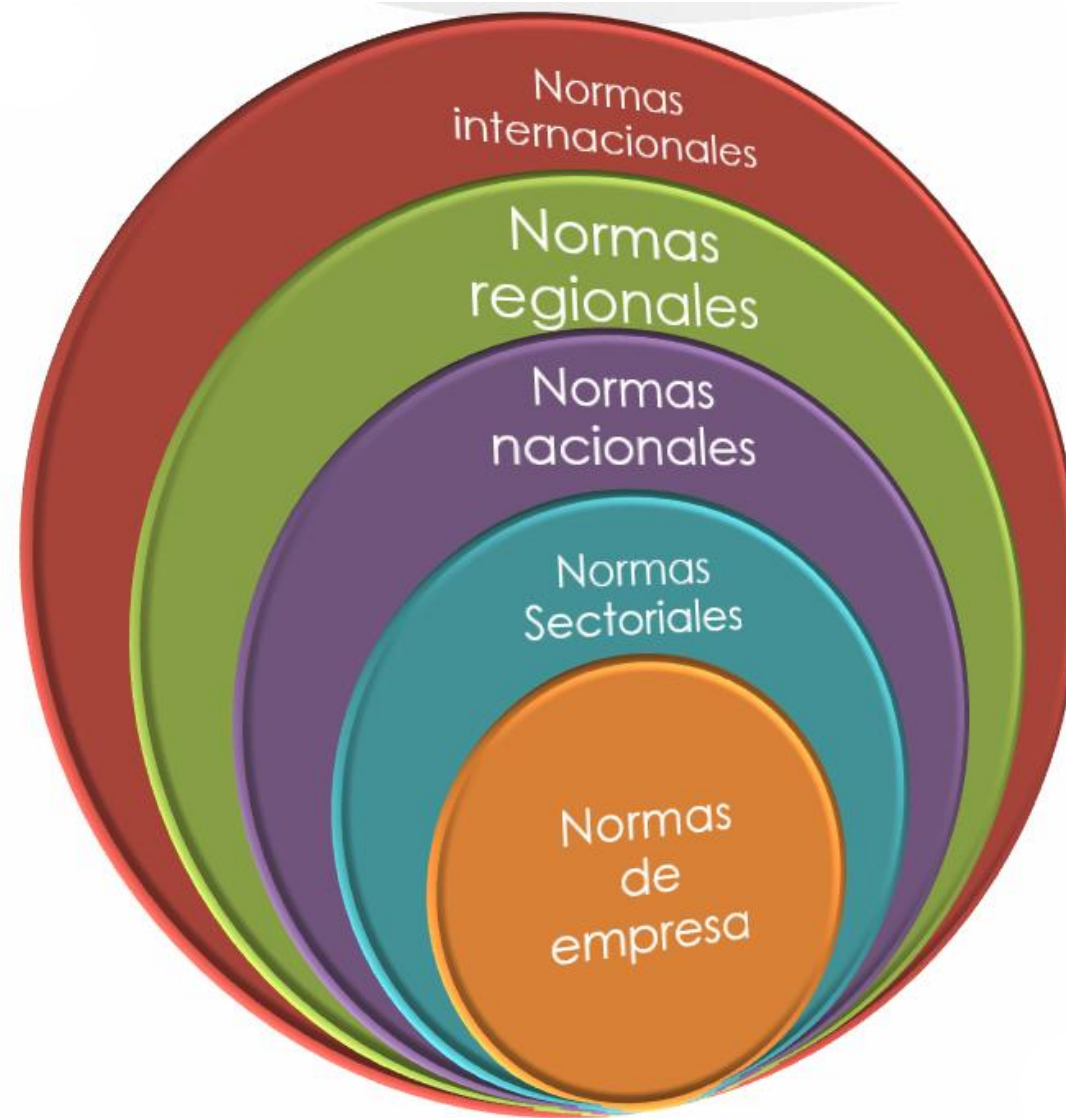 Normas
internacionales
Normas
regionales
Normas
nacionales
Normas
Sectoriales
Normas
de
empresa